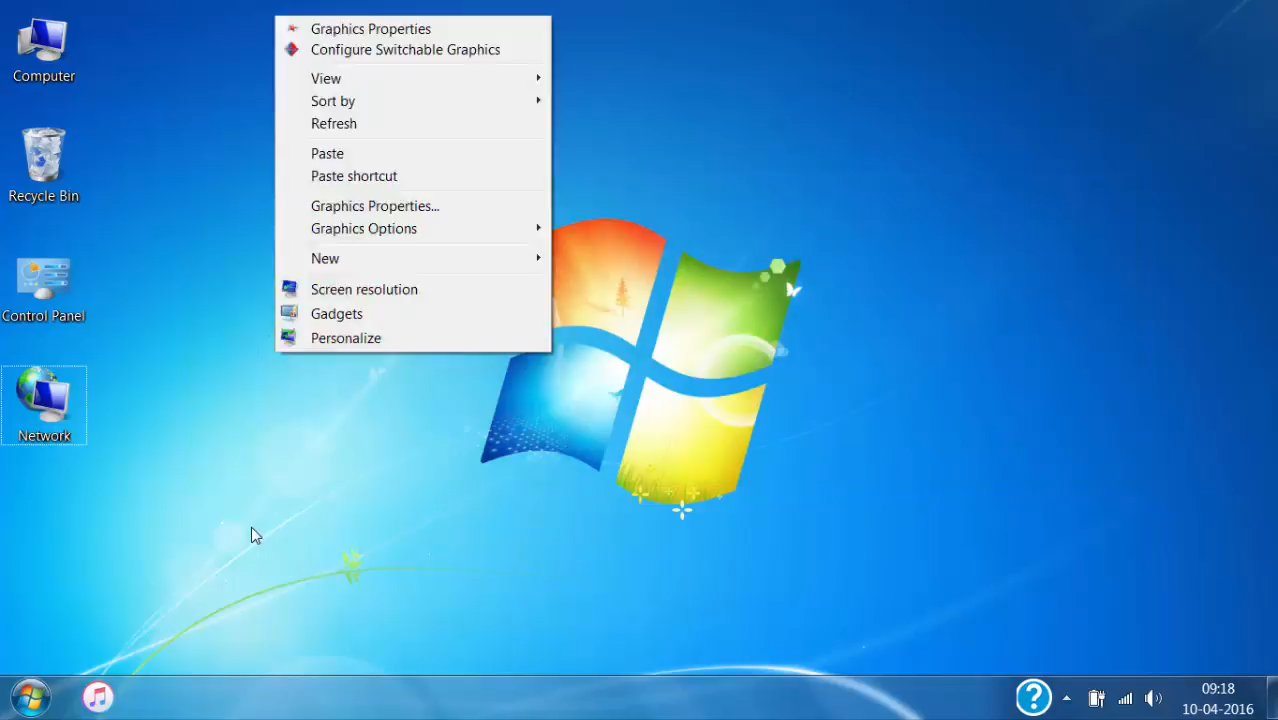 Computer
Recycle Bin
Control Panel
Network
Graphics Properties
Configure Switchable Graphics
View
Sort by
Refresh
Paste
Paste shortcut
Graphics Properties...
Graphics Options
New
Screen resolution
Gadgets
Personalize
?
09:18
10-04-2016